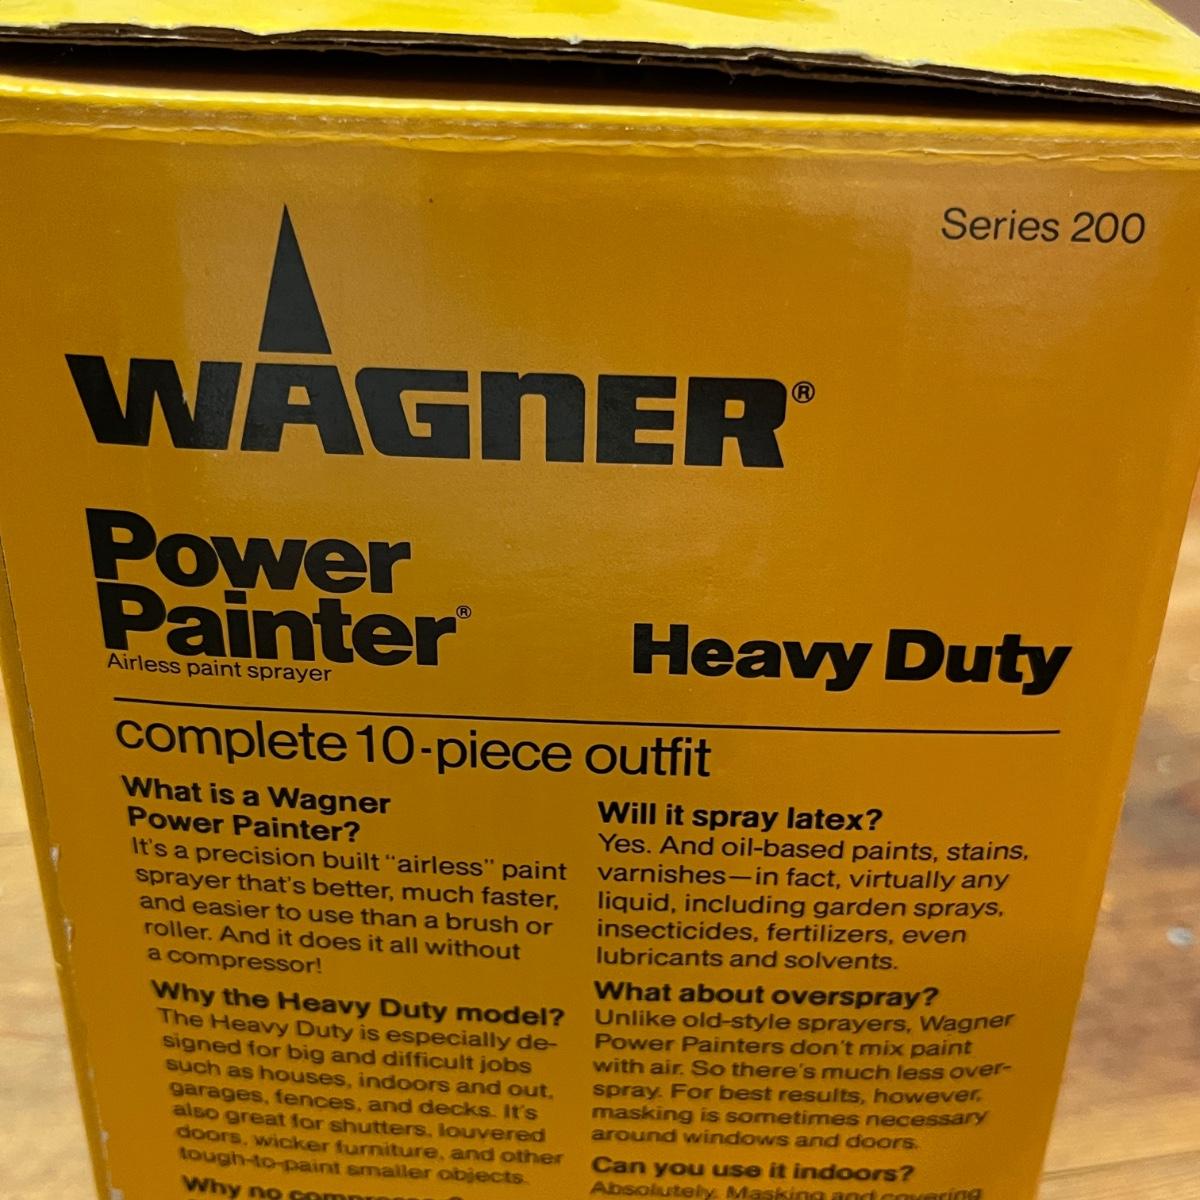 Series 200
WAGNER®
Power
Painter®
Airless paint sprayer
Heavy Duty
complete 10-piece outfit
What is a Wagner
Power Painter?
It's a precision built "airless" paint
sprayer that's better, much faster,
and easier to use than a brush or
roller. And it does it all without
a compressor!
Why the Heavy Duty model?
The Heavy Duty is especially de-
signed for big and difficult jobs
such as houses, indoors and out,
garages, fences, and decks. It's
also great for shutters, louvered
doors, wicker furniture, and other
tough-to-paint smaller objects.
Why no
Will it spray latex?
Yes. And oil-based paints, stains,
varnishes—in fact, virtually any
liquid, including garden sprays,
insecticides, fertilizers, even
lubricants and solvents.
What about overspray?
Unlike old-style sprayers, Wagner
Power Painters don't mix paint
with air. So there's much less over-
spray. For best results, however,
masking is sometimes necessary
around windows and doors.
Can you use it indoors?
Absolutely. Masking and covering